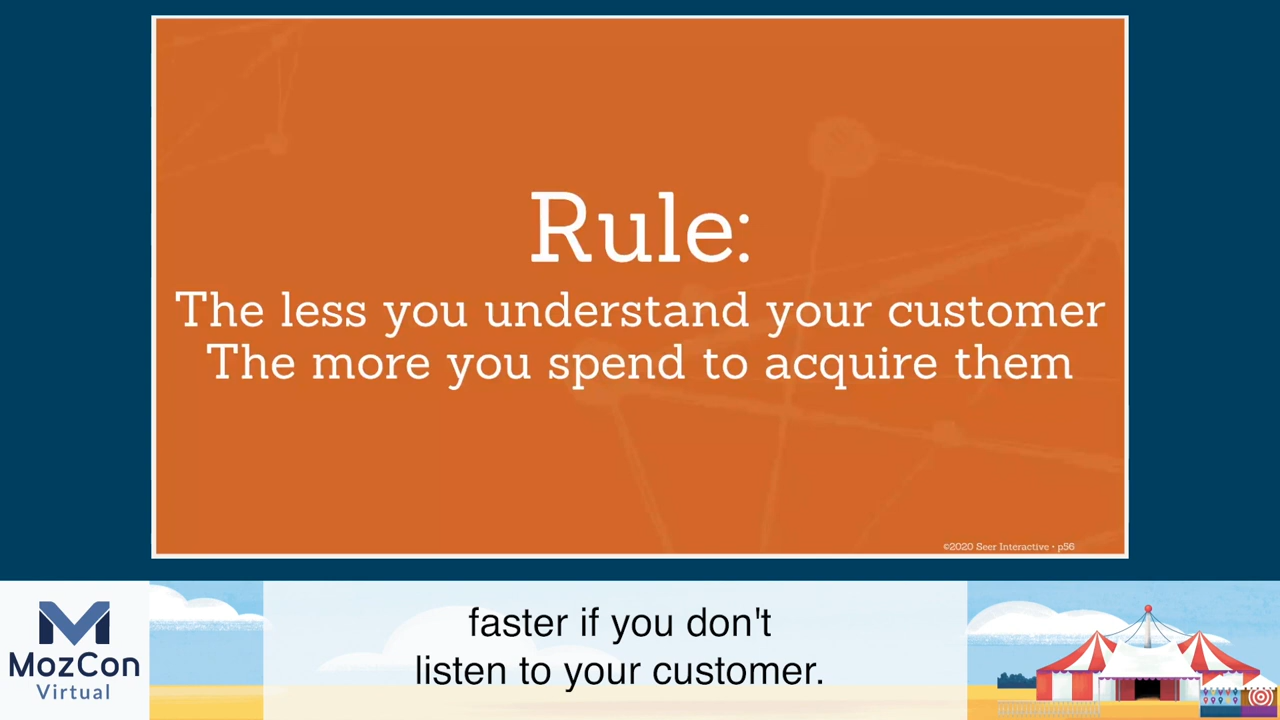 Rule:
The less you understand your customer
The more you spend to acquire them
©2020 Seer Interactive • p56
MozCon
Virtual
faster if you don't
listen to your customer.